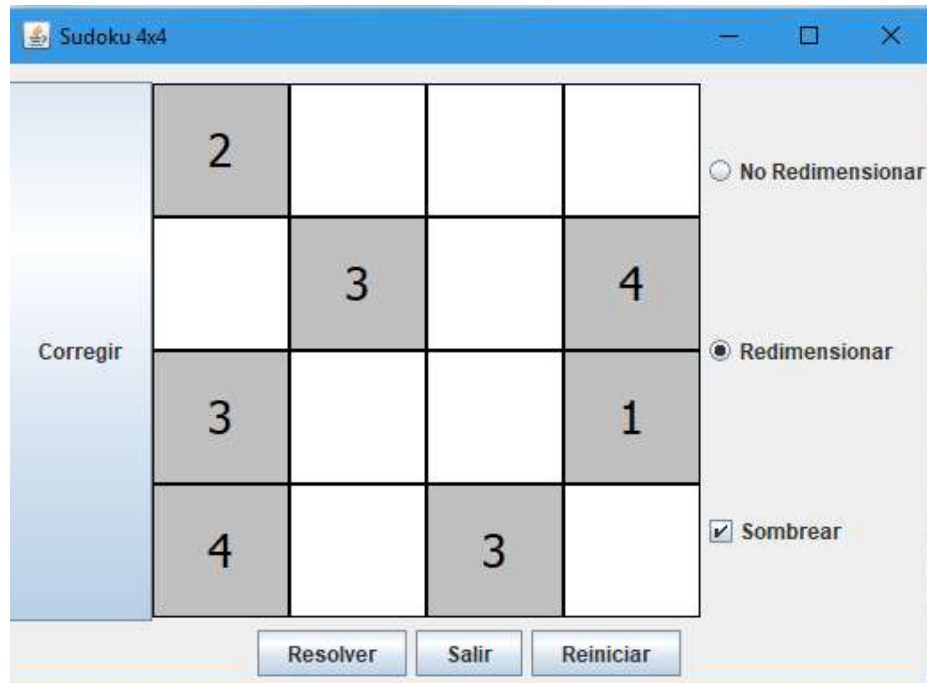 Sudoku 4x4
2
No Redimensionar
3 4
Corregir
Redimensionar
3 1
4 3
Sombrear
Resolver Salir Reiniciar